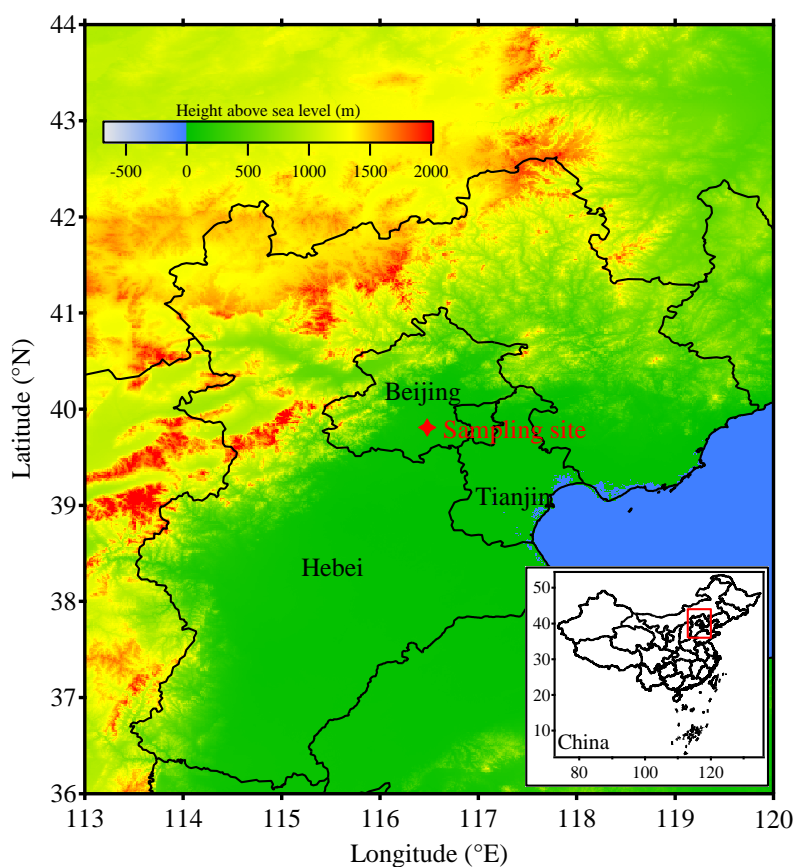 44
43
42
41
40
39
38
37
36
Latitude (°N)
Height above sea level (m)
-500 0 500 1000 1500 2000
Beijing
Sampling site
Tianjin
Hebei
50
40
30
20
10
China
80 100 120
113 114 115 116 117 118 119 120
Longitude (°E)